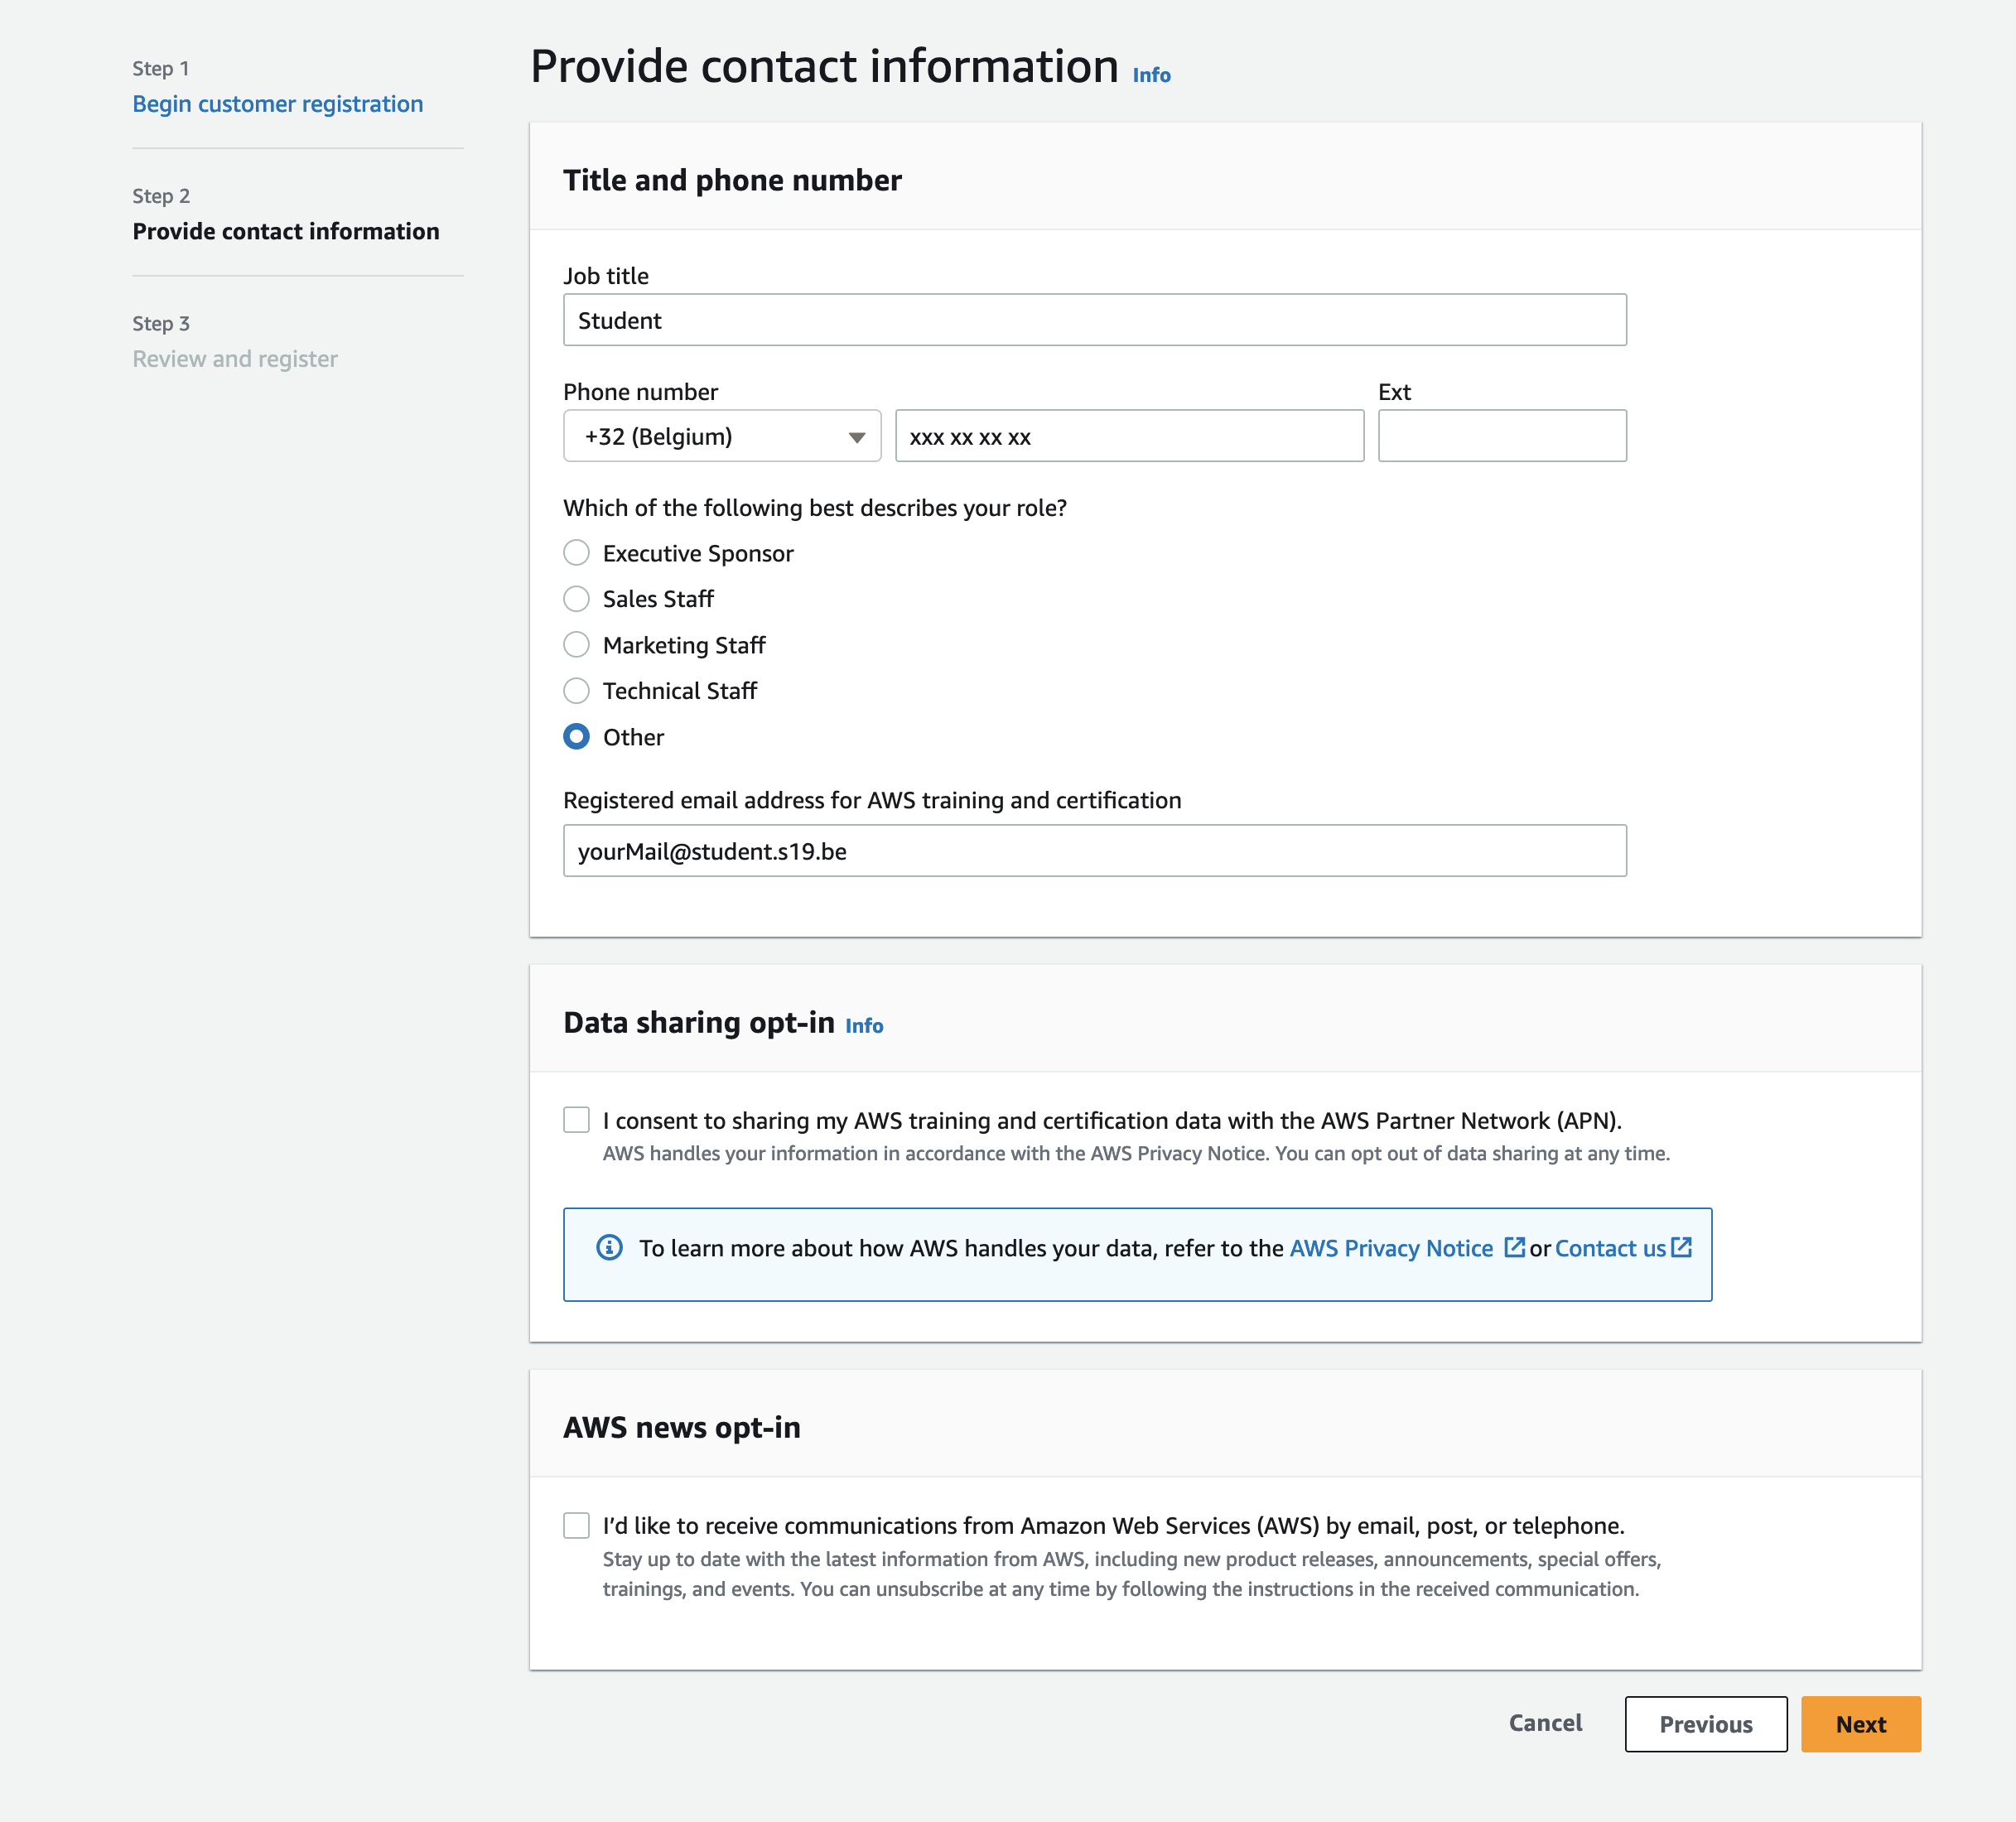 Step 1
Begin customer registration
Step 2
Provide contact information
Step 3
Review and register
Provide contact information Info
Title and phone number
Job title
Student
Phone number
Ext
+32 (Belgium)
xxx xx xx xx
Which of the following best describes your role?
Executive Sponsor
Sales Staff
Marketing Staff
Technical Staff
Other
Registered email address for AWS training and certification
yourMail@student.s19.be
Data sharing opt-in Info
I consent to sharing my AWS training and certification data with the AWS Partner Network (APN).
AWS handles your information in accordance with the AWS Privacy Notice. You can opt out of data sharing at any time.
To learn more about how AWS handles your data, refer to the AWS Privacy Notice or Contact us
AWS news opt-in
I’d like to receive communications from Amazon Web Services (AWS) by email, post, or telephone.
Stay up to date with the latest information from AWS, including new product releases, announcements, special offers,
trainings, and events. You can unsubscribe at any time by following the instructions in the received communication.
Cancel
Previous
Next